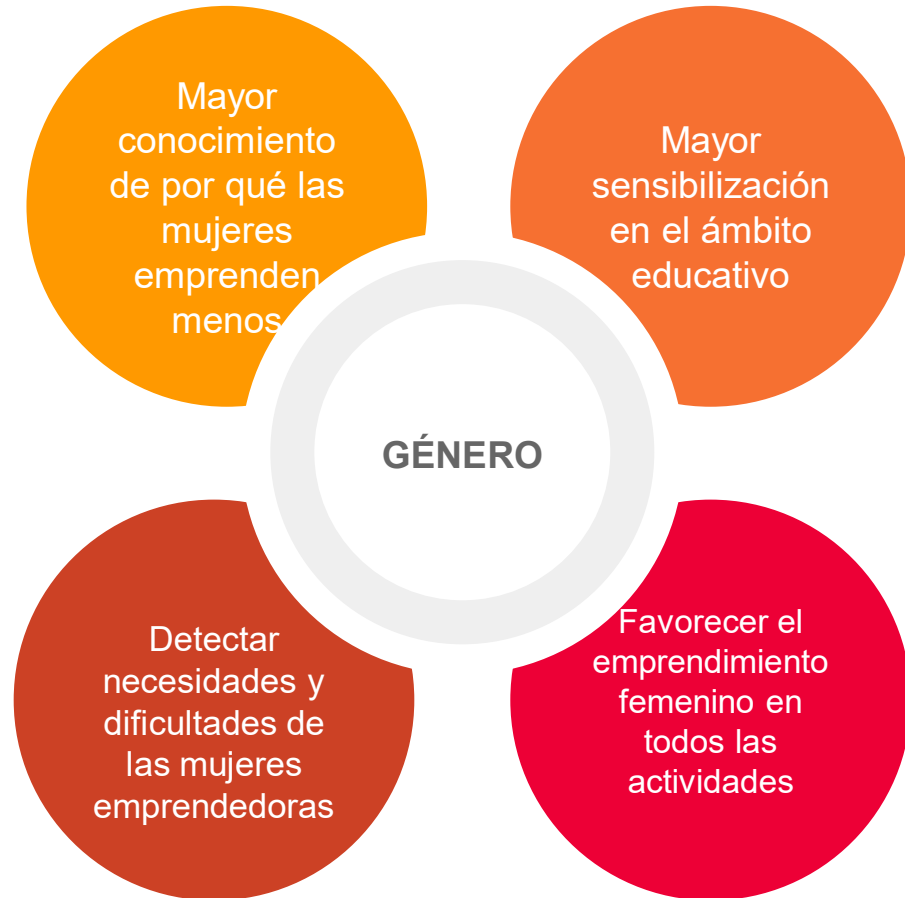 Mayor
conocimiento
de por qué las
mujeres
emprenden
menos
Mayor
sensibilización
en el ámbito
educativo
GÉNERO
Detectar
necesidades y
dificultades de
las mujeres
emprendedoras
Favorecer el
emprendimiento
femenino en
todos las
actividades